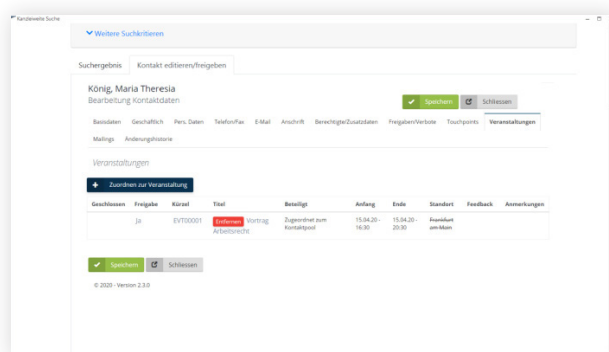 Kanzleiweite Suche
Weitere Suchkritieren
Suchergebnis Kontakt editieren/freigeben
König, Maria Theresia
Bearbeitung Kontaktdaten
Speichern Schliessen
Basisdaten Geschäftlich Pers. Daten Telefon/Fax E-Mail Anschrift Berechtigte/Zusatzdaten Freigaben/Verbote Touchpoints Veranstaltungen
Mailings Änderungshistorie
Veranstaltungen
Zuordnen zur Veranstaltung
Geschlossen Freigabe Kürzel Titel Beteiligt Anfang Ende Standort Feedback Anmerkungen
Ja EVT00001 Entfernen Vortrag Zugeordnet zum 15.04.20 - 15.04.20 - Frankfurt
Arbeitsrecht Kontaktpool 16:30 20:30 am Main
Speichern Schliessen
© 2020 - Version 2.3.0